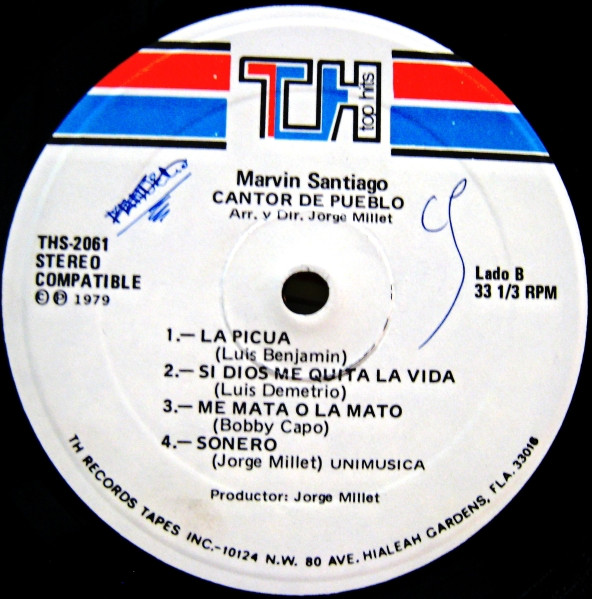 TH top hits
Marvin Santiago
CANTOR DE PUEBLO
Arr. y Dir. Jorge Millet
THS-2061
STEREO
COMPATIBLE
© ℗ 1979
Lado B
33 1/3 RPM
1.— LA PICUA
(Luis Benjamin)
2.— SI DIOS ME QUITA LA VIDA
(Luis Demetrio)
3.— ME MATA O LA MATO
(Bobby Capo)
4.— SONERO
(Jorge Millet) UNIMUSICA
Productor: Jorge Millet
TH RECORDS TAPES INC.-10124 N.W. 80 AVE. HIALEAH GARDENS, FLA. 33016